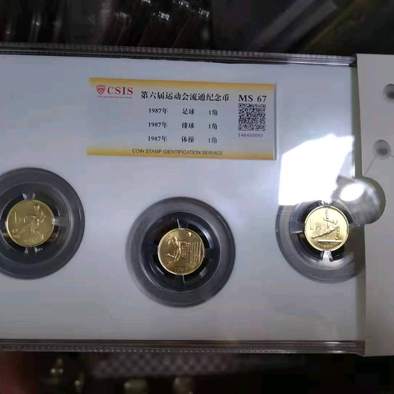 CSIS 第六届运动会流通纪念币 MS 67
1987年 足球 1角
1987年 排球 1角
1987年 体操 1角
COIN STAMP IDENTIFICATION SERVICE